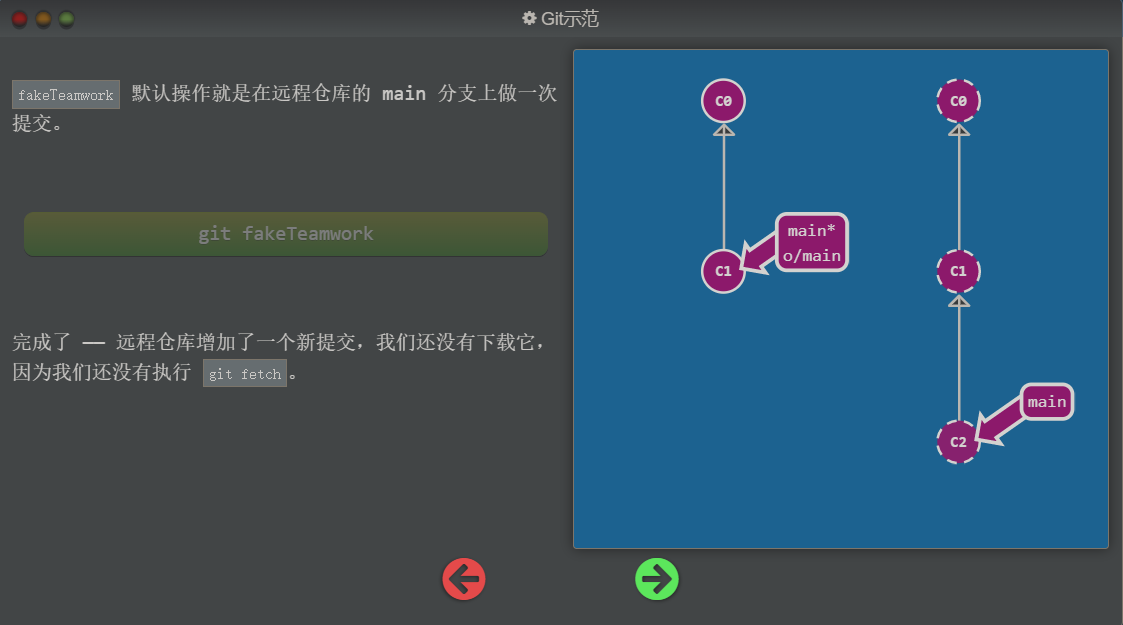 Git示范
fakeTeamwork 默认操作就是在远程仓库的 main 分支上做一次
提交。
git fakeTeamwork
完成了 —— 远程仓库增加了一个新提交，我们还没有下载它，
因为我们还没有执行 git fetch。
C0
C0
main*
o/main
C1
C1
main
C2